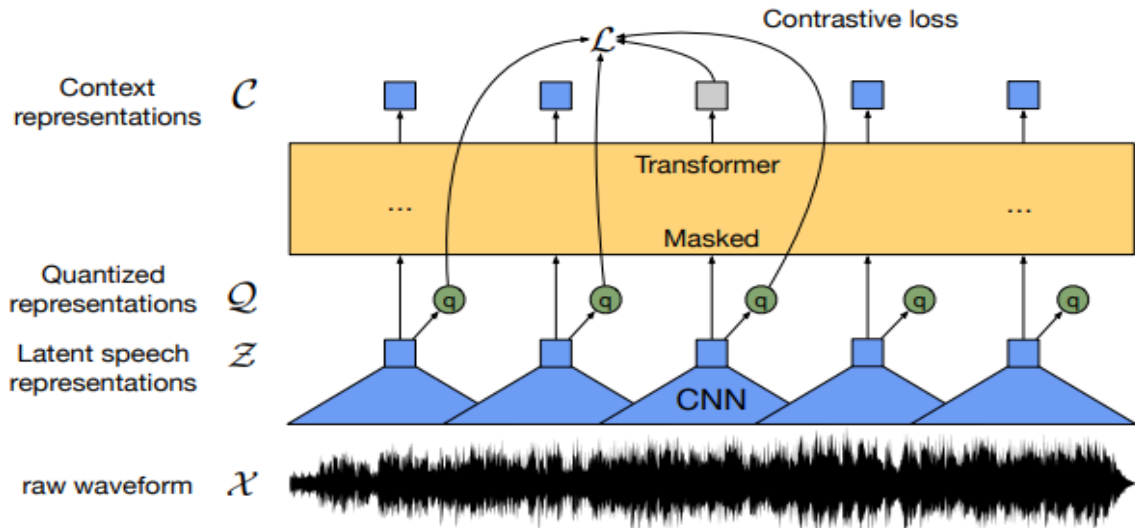 Contrastive loss
ℒ
Context
representations
𝒞
Transformer
... ...
Masked
Quantized
representations
𝒬
q q q q q
Latent speech
representations
𝒵
CNN
raw waveform
𝒳